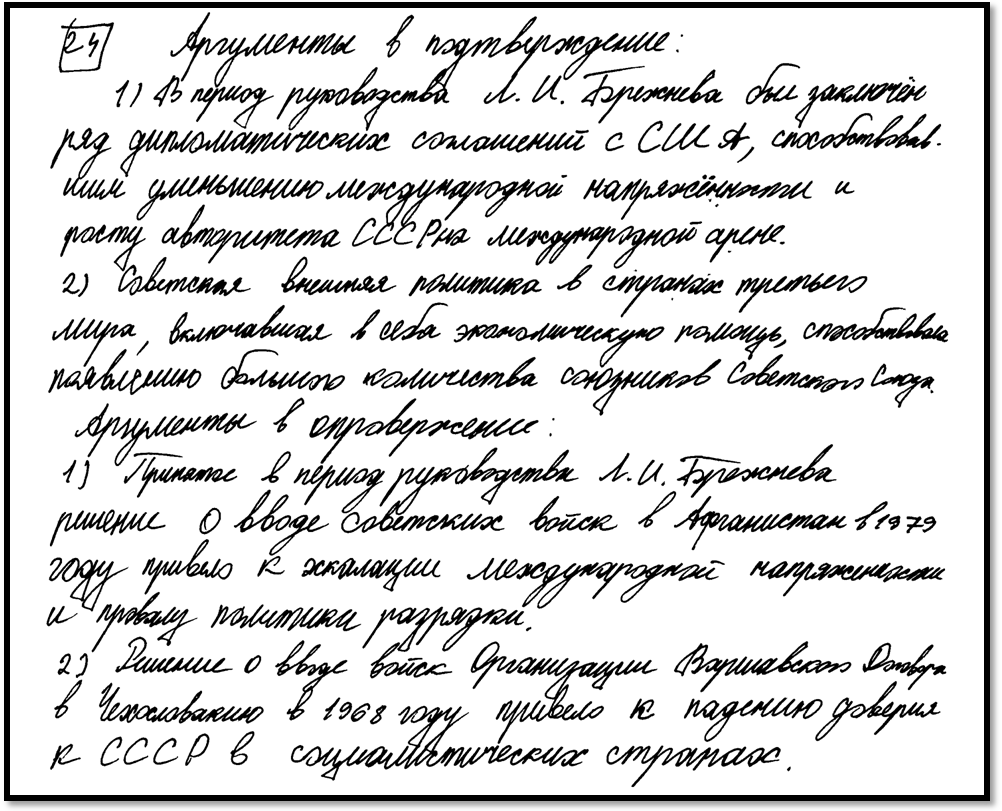 24 Аргументы в подтверждение:
1) В период руководства Л. И. Брежнева был заключён
ряд дипломатических соглашений с США, способствовав-
ших уменьшению международной напряжённости и
росту авторитета СССР на международной арене.
2) Советская внешняя политика в странах третьего
мира, включавшая в себя экономическую помощь, способствовала
появлению большого количества союзников Советского Союза.
Аргументы в опровержение:
1) Принятое в период руководства Л. И. Брежнева
решение о вводе советских войск в Афганистан в 1979
году привело к эскалации международной напряжённости
и провалу политики разрядки.
2) Решение о вводе войск Организации Варшавского Договора
в Чехословакию в 1968 году привело к падению доверия
к СССР в социалистических странах.